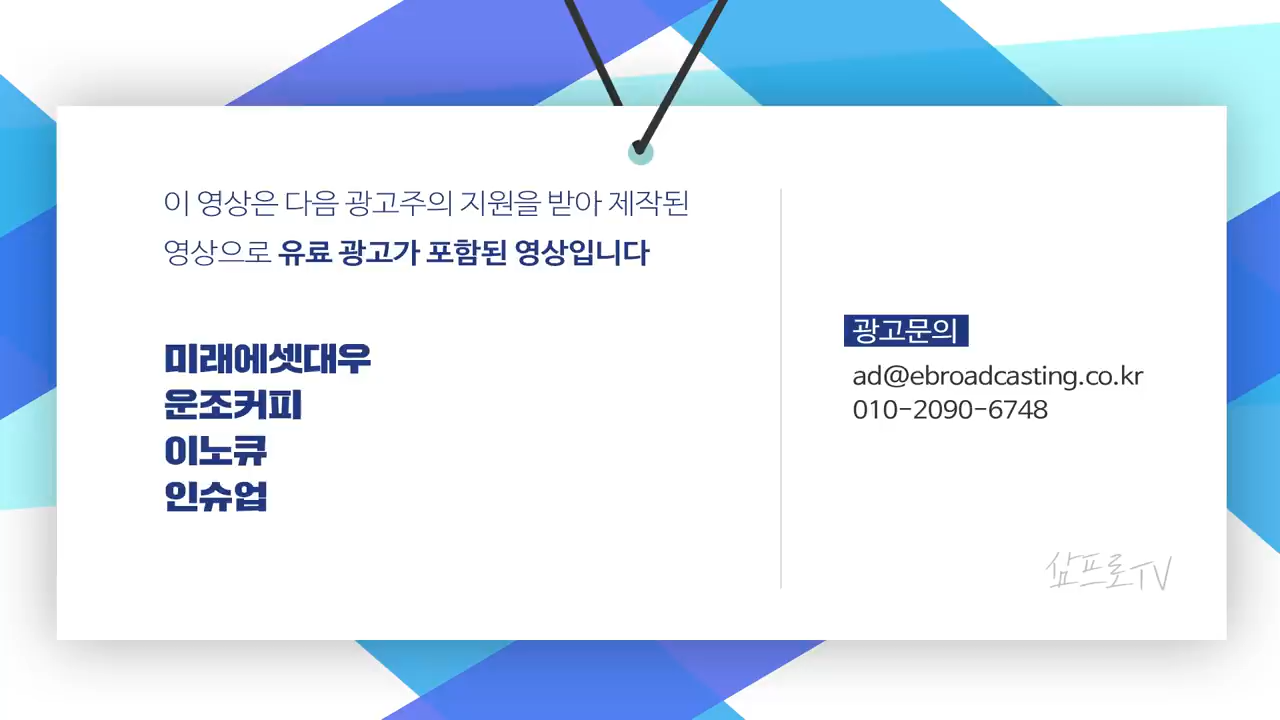 이 영상은 다음 광고주의 지원을 받아 제작된
영상으로 유료 광고가 포함된 영상입니다
미래에셋대우
운조커피
이노큐
인슈업
광고문의
ad@ebroadcasting.co.kr
010-2090-6748
삼프로TV